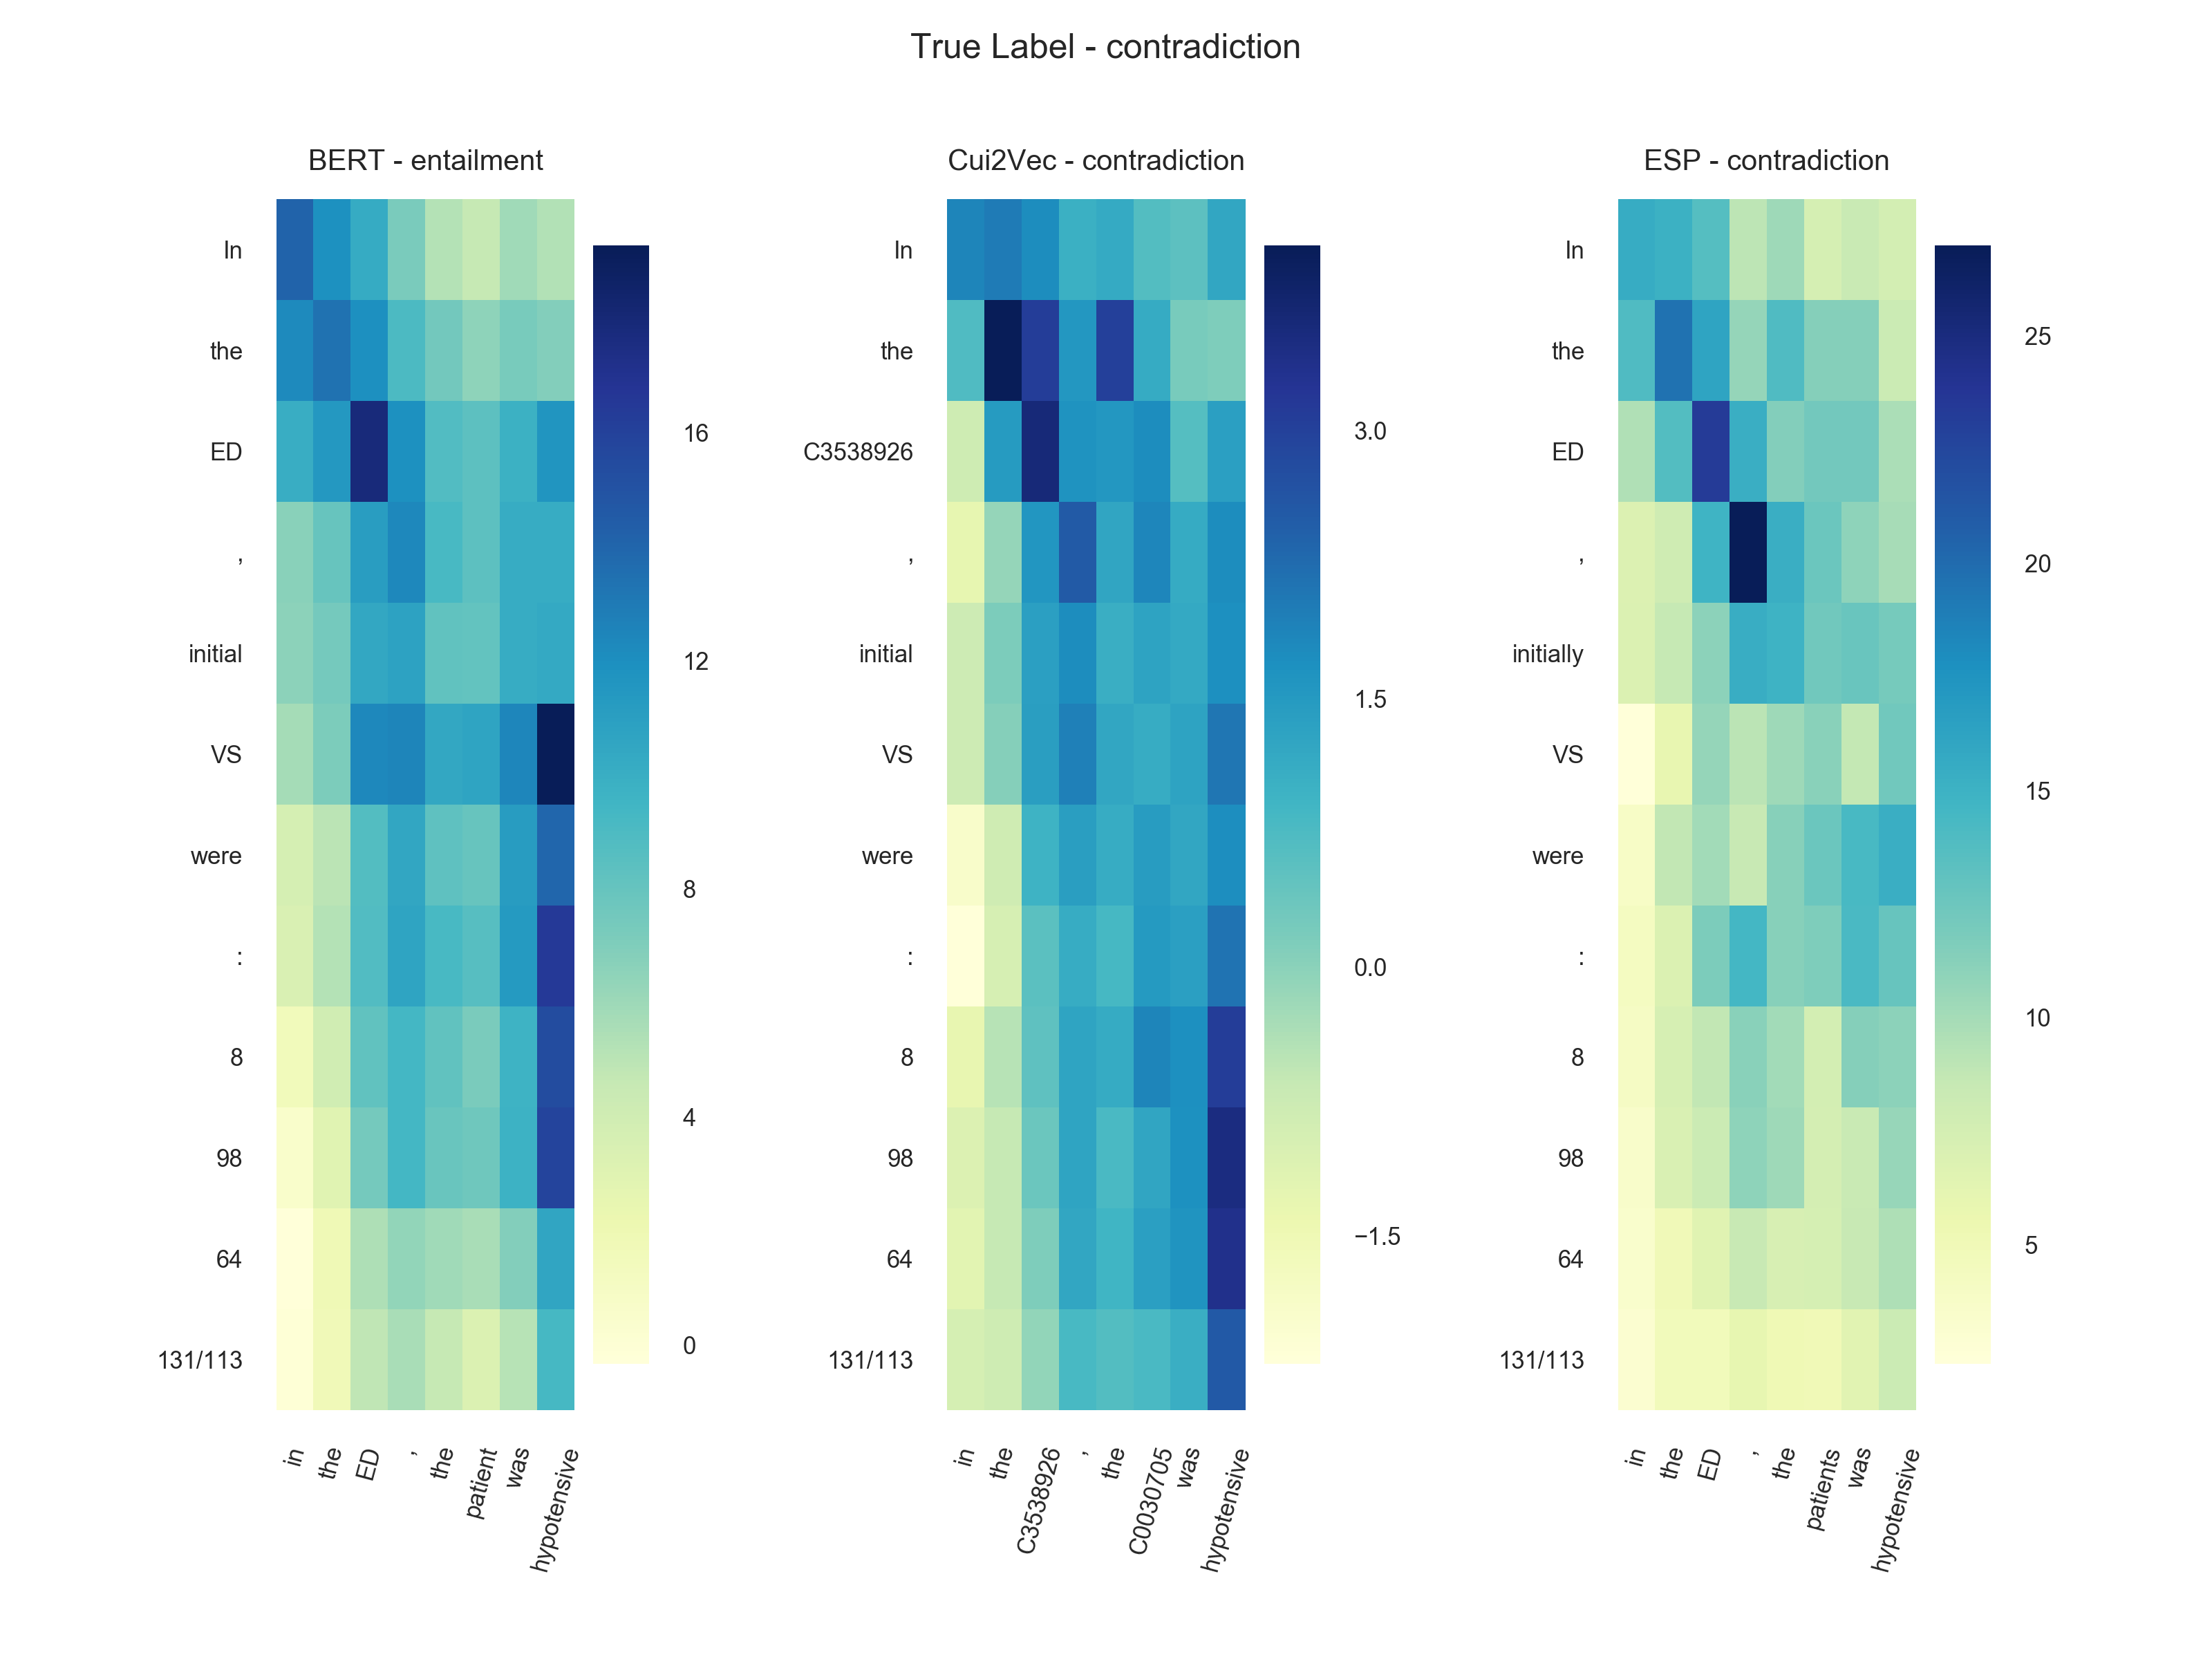 True Label - contradiction
BERT - entailment
In
the
ED
,
initial
VS
were
:
8
98
64
131/113
in
the
ED
,
the
patient
was
hypotensive
16
12
8
4
0
Cui2Vec - contradiction
In
the
C3538926
,
initial
VS
were
:
8
98
64
131/113
in
the
C3538926
,
the
C0030705
was
hypotensive
3.0
1.5
0.0
−1.5
ESP - contradiction
In
the
ED
,
initially
VS
were
:
8
98
64
131/113
in
the
ED
,
the
patients
was
hypotensive
25
20
15
10
5